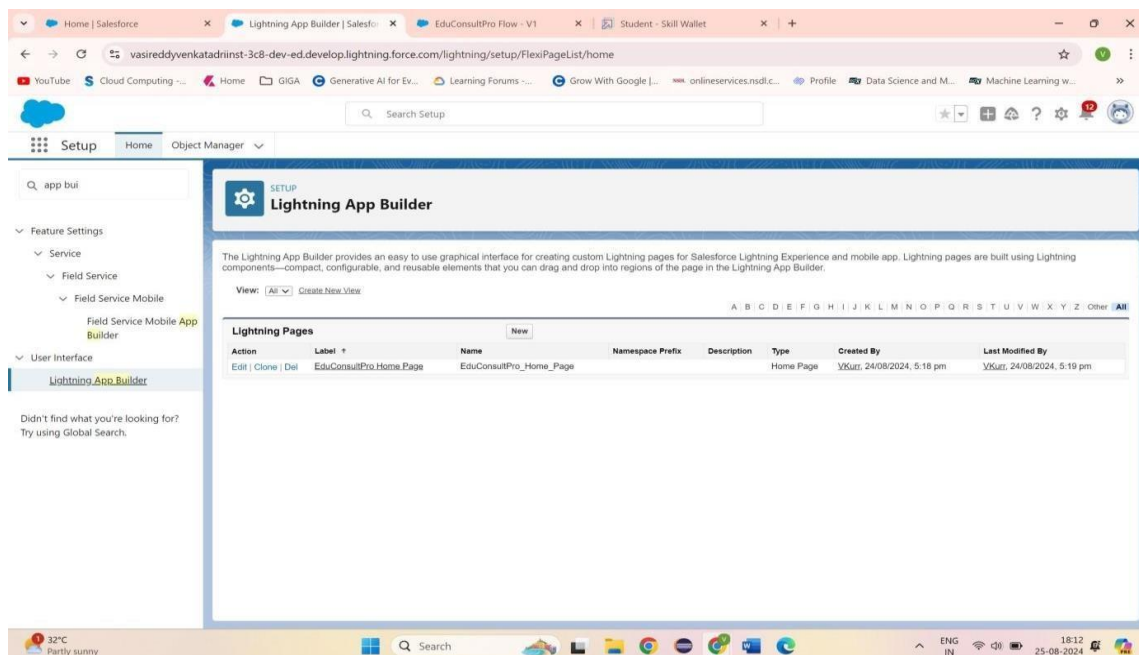 Home | Salesforce
Lightning App Builder | Salesfo
EduConsultPro Flow - V1
Student - Skill Wallet
vasireddyvenkatadriinst-3c8-dev-ed.develop.lightning.force.com/lightning/setup/FlexiPageList/home
V
YouTube Cloud Computing -... Home GIGA Generative AI for Ev... Learning Forums -... Grow With Google |... onlineservices.nsdl.c... Profile Data Science and M... Machine Learning w... »
Search Setup
12
Setup Home Object Manager
app bui
SETUP
Lightning App Builder
Feature Settings
Service
Field Service
Field Service Mobile
Field Service Mobile App
Builder
User Interface
Lightning App Builder
Didn't find what you're looking for?
Try using Global Search.
The Lightning App Builder provides an easy to use graphical interface for creating custom Lightning pages for Salesforce Lightning Experience and mobile app. Lightning pages are built using Lightning
components—compact, configurable, and reusable elements that you can drag and drop into regions of the page in the Lightning App Builder.
View: All Create New View
A B C D E F G H I J K L M N O P Q R S T U V W X Y Z Other All
Lightning Pages New
Action Label ↑ Name Namespace Prefix Description Type Created By Last Modified By
Edit | Clone | Del EduConsultPro Home Page EduConsultPro_Home_Page Home Page VKurr, 24/08/2024, 5:18 pm VKurr, 24/08/2024, 5:19 pm
1
32°C
Partly sunny
Search
ENG
IN
18:12
25-08-2024